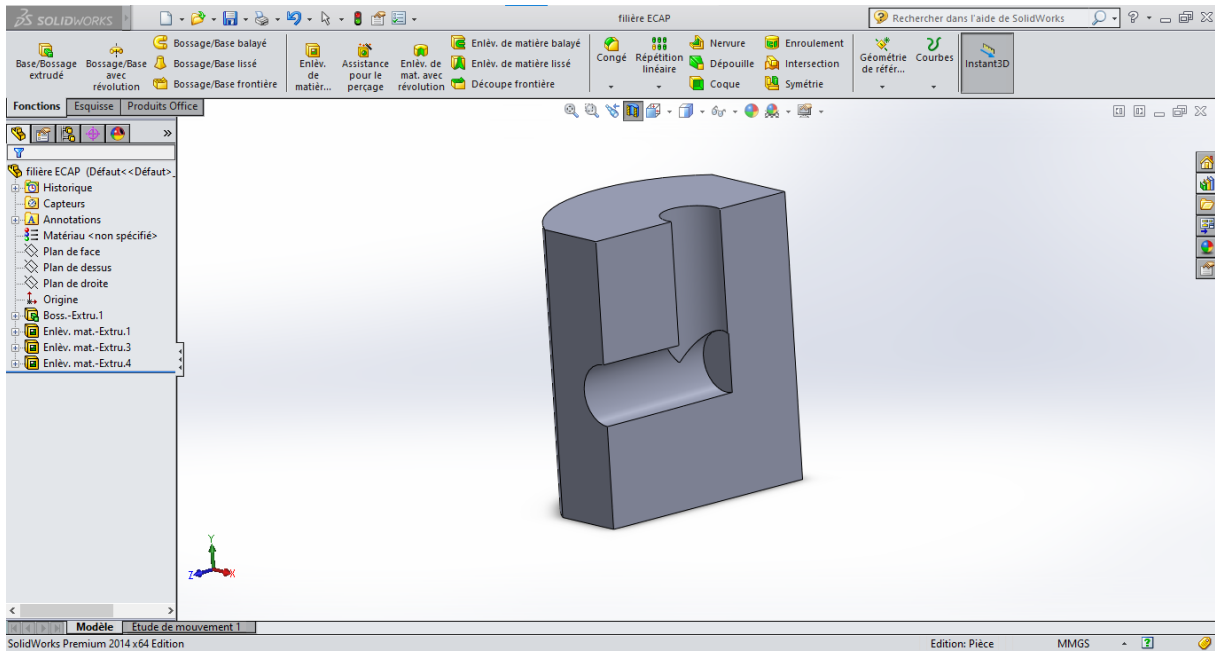 SOLIDWORKS
filière ECAP
Rechercher dans l'aide de SolidWorks
Base/Bossage
extrudé
Bossage/Base
avec
révolution
Bossage/Base balayé
Bossage/Base lissé
Bossage/Base frontière
Enlèv.
de
matièr...
Assistance
pour le
perçage
Enlèv. de
mat. avec
révolution
Enlèv. de matière balayé
Enlèv. de matière lissé
Découpe frontière
Congé
Répétition
linéaire
Nervure
Dépouille
Coque
Enroulement
Intersection
Symétrie
Géométrie
de référ...
Courbes
Instant3D
Fonctions
Esquisse
Produits Office
filière ECAP (Défaut<<Défaut>_
Historique
Capteurs
Annotations
Matériau <non spécifié>
Plan de face
Plan de dessus
Plan de droite
Origine
Boss.-Extru.1
Enlèv. mat.-Extru.1
Enlèv. mat.-Extru.3
Enlèv. mat.-Extru.4
Y
Z
X
Modèle
Etude de mouvement 1
SolidWorks Premium 2014 x64 Edition
Edition: Pièce
MMGS